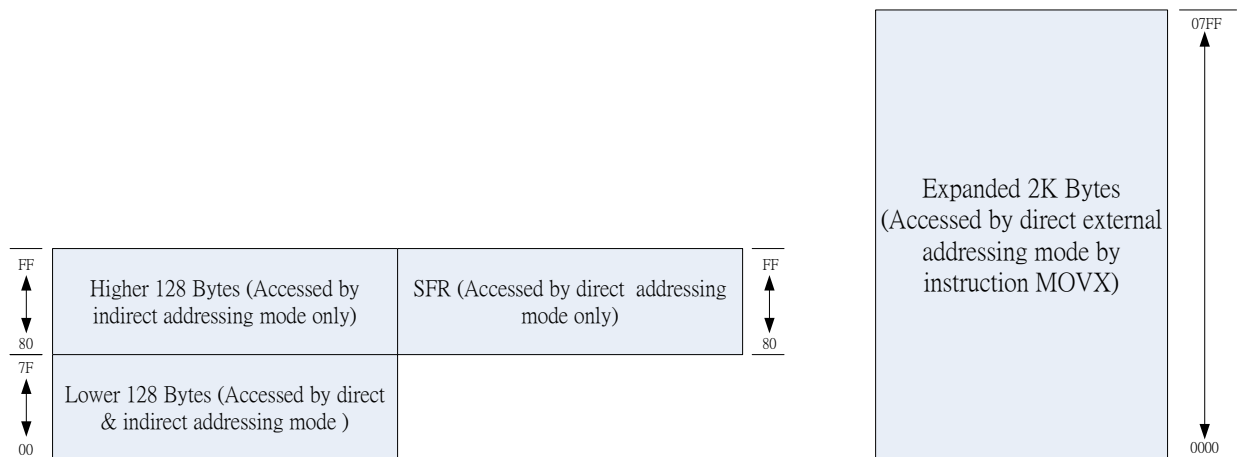 07FF
Expanded 2K Bytes
(Accessed by direct external
addressing mode by
instruction MOVX)
0000
FF
80
7F
00
Higher 128 Bytes (Accessed by
indirect addressing mode only)
SFR (Accessed by direct addressing
mode only)
FF
80
Lower 128 Bytes (Accessed by direct
& indirect addressing mode )